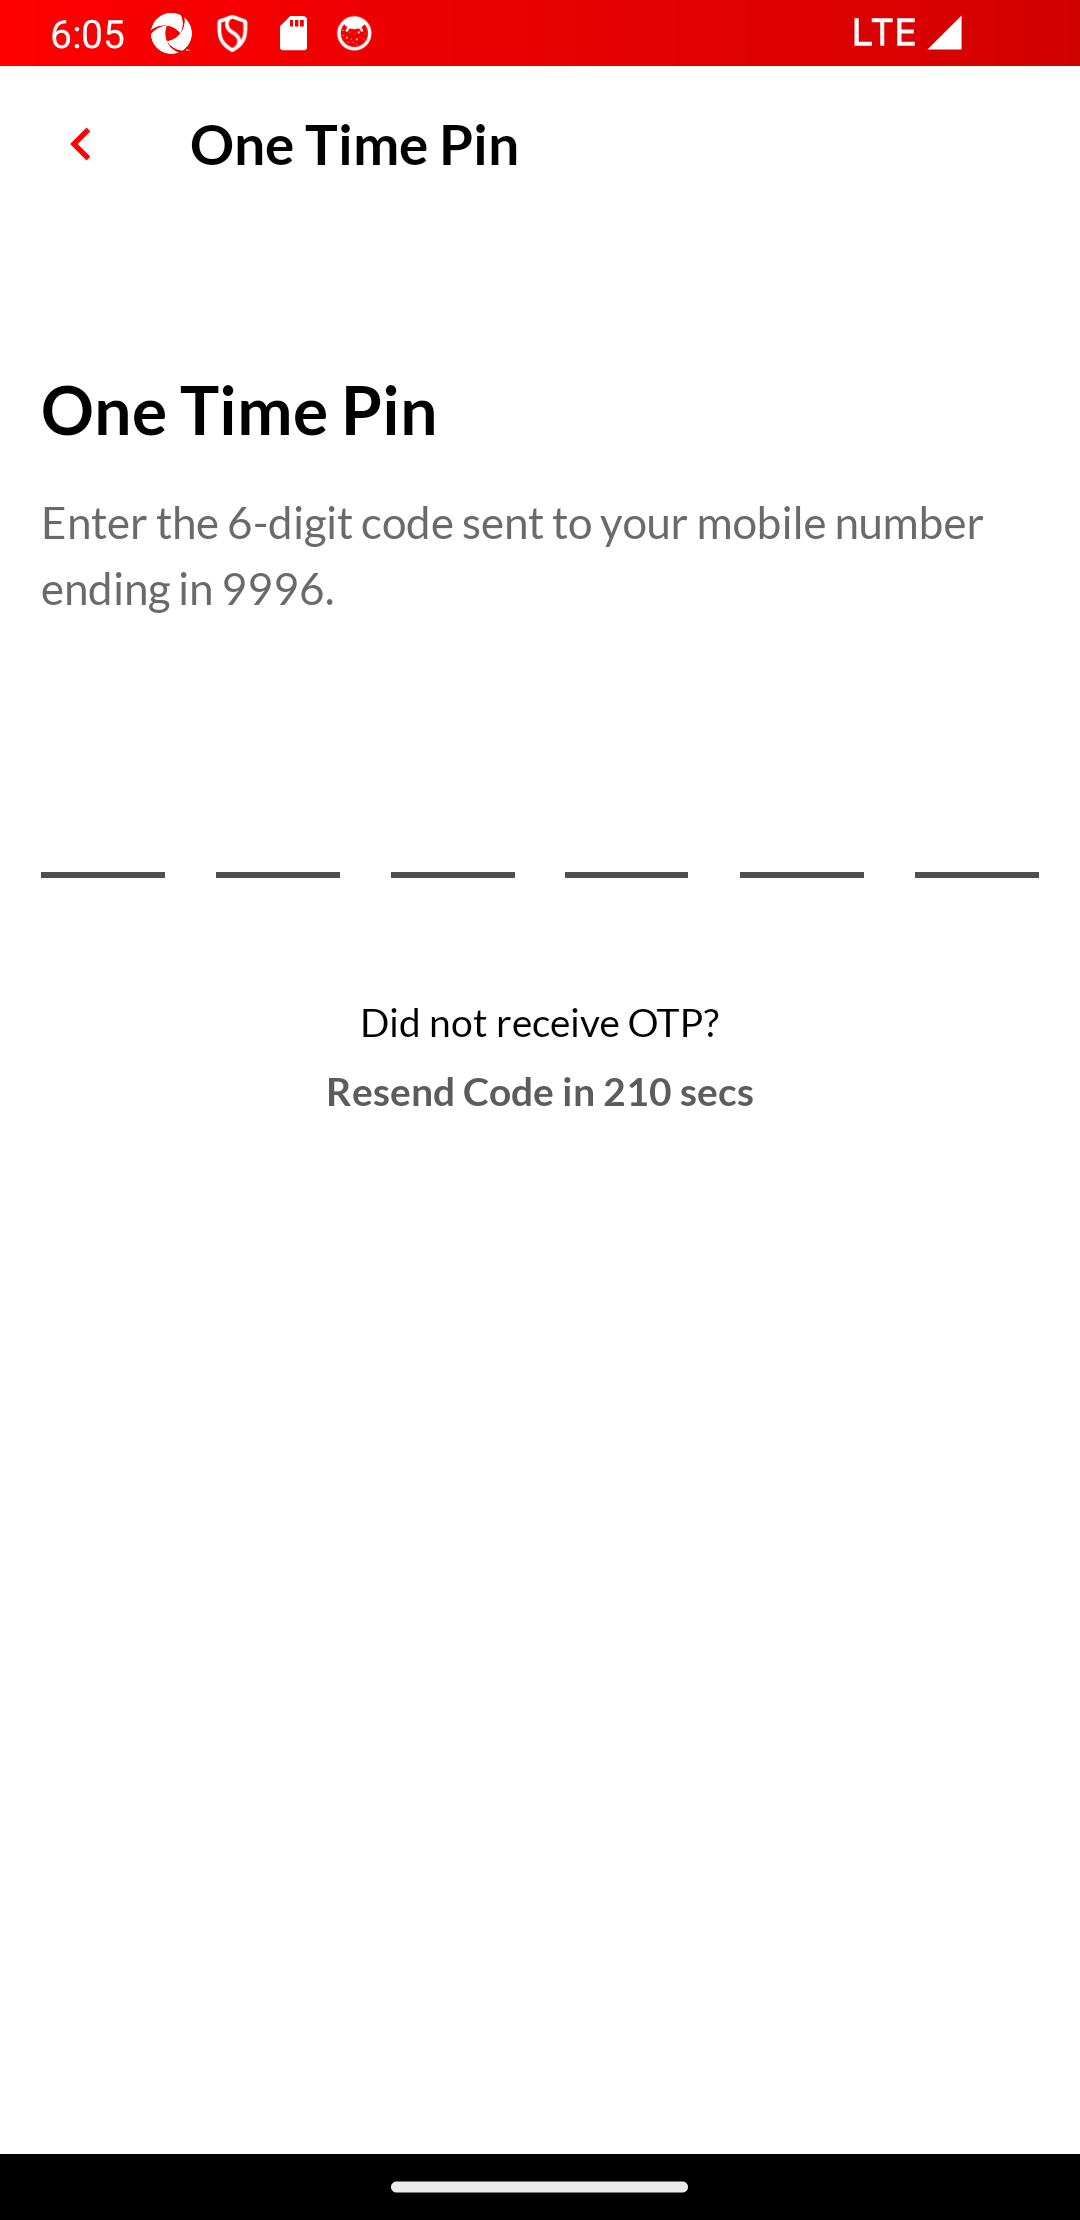 6:05
LTE
One Time Pin
One Time Pin
Enter the 6-digit code sent to your mobile number
ending in 9996.
Did not receive OTP?
Resend Code in 210 secs